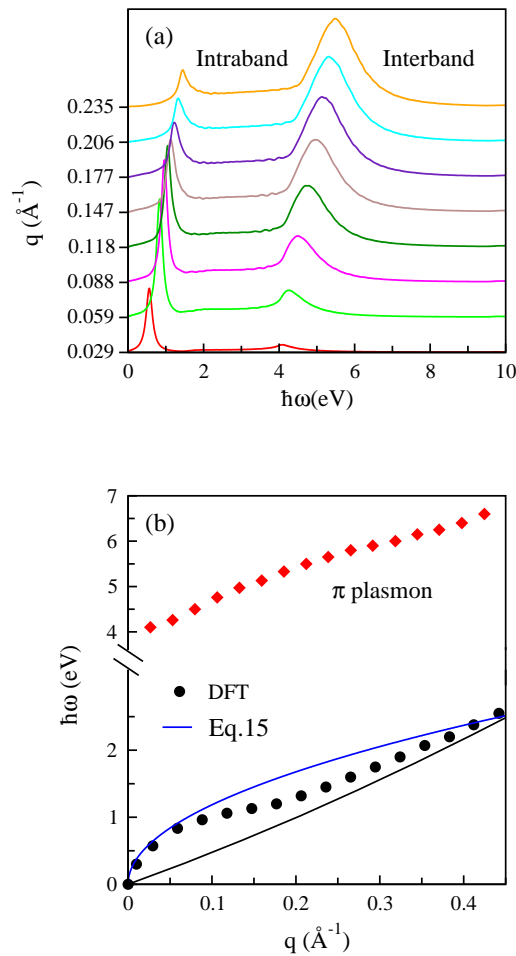 (a)
Intraband Interband
0.235
0.206
0.177
0.147
0.118
0.088
0.059
0.029
q (Å⁻¹)
0 2 4 6 8 10
ħω(eV)
(b)
7
6
5
4
2
1
0
π plasmon
DFT
Eq.15
ħω (eV)
0 0.1 0.2 0.3 0.4
q (Å⁻¹)